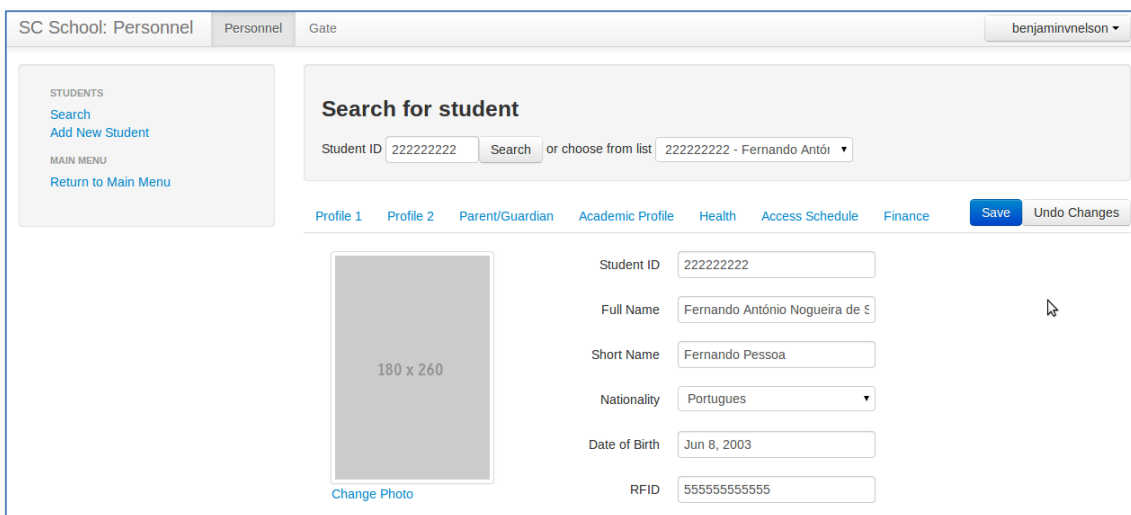 SC School: Personnel Personnel Gate benjaminvnelson
STUDENTS
Search
Add New Student
MAIN MENU
Return to Main Menu
Search for student
Student ID 222222222 Search or choose from list 222222222 - Fernando Antór
Profile 1 Profile 2 Parent/Guardian Academic Profile Health Access Schedule Finance Save Undo Changes
180 x 260
Change Photo
Student ID 222222222
Full Name Fernando António Nogueira de S
Short Name Fernando Pessoa
Nationality Portugues
Date of Birth Jun 8, 2003
RFID 555555555555